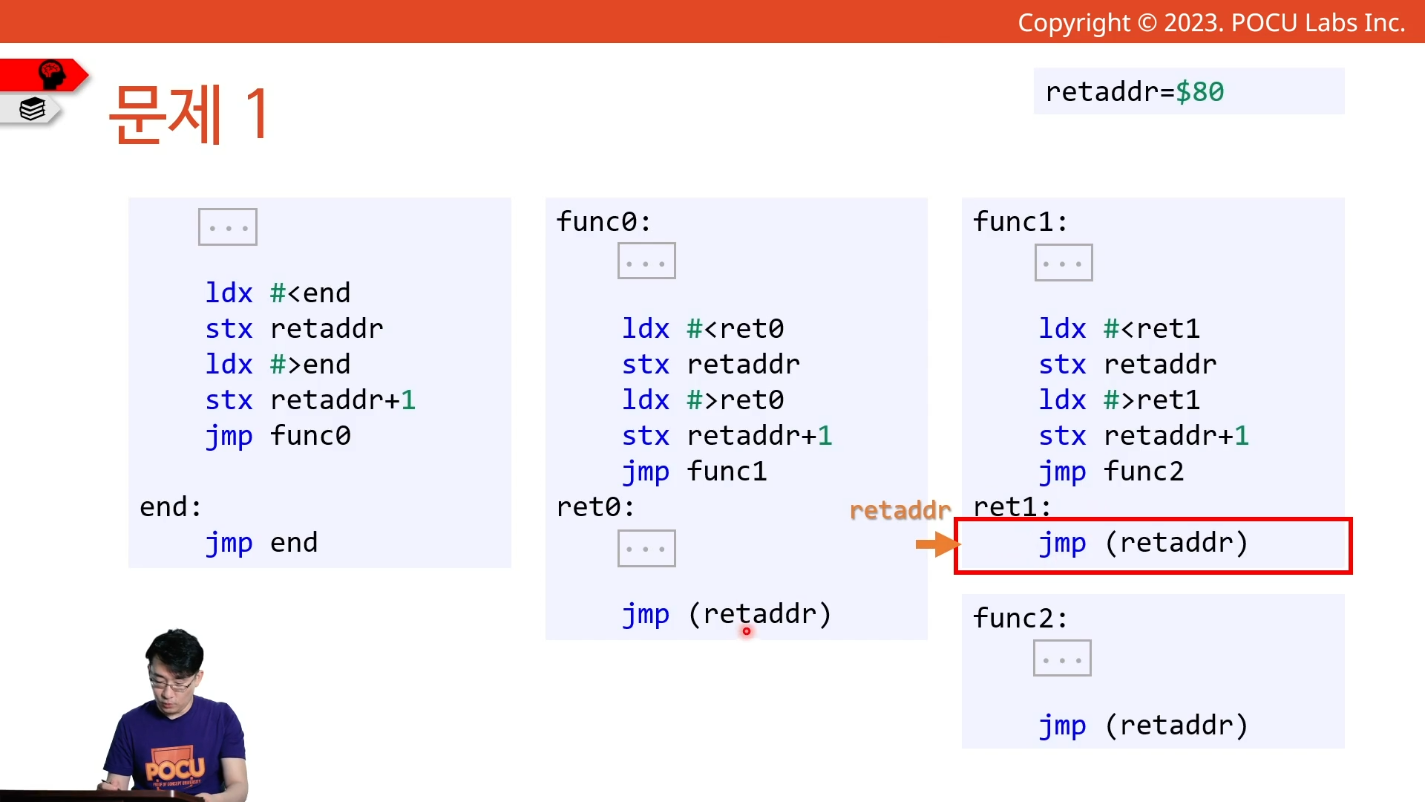 Copyright © 2023. POCU Labs Inc.
문제 1
retaddr=$80
...
ldx #<end
stx retaddr
ldx #>end
stx retaddr+1
jmp func0
end:
jmp end
func0:
...
ldx #<ret0
stx retaddr
ldx #>ret0
stx retaddr+1
jmp func1
ret0:
...
jmp (retaddr)
func1:
...
ldx #<ret1
stx retaddr
ldx #>ret1
stx retaddr+1
jmp func2
retaddr
ret1:
jmp (retaddr)
func2:
...
jmp (retaddr)
POCU